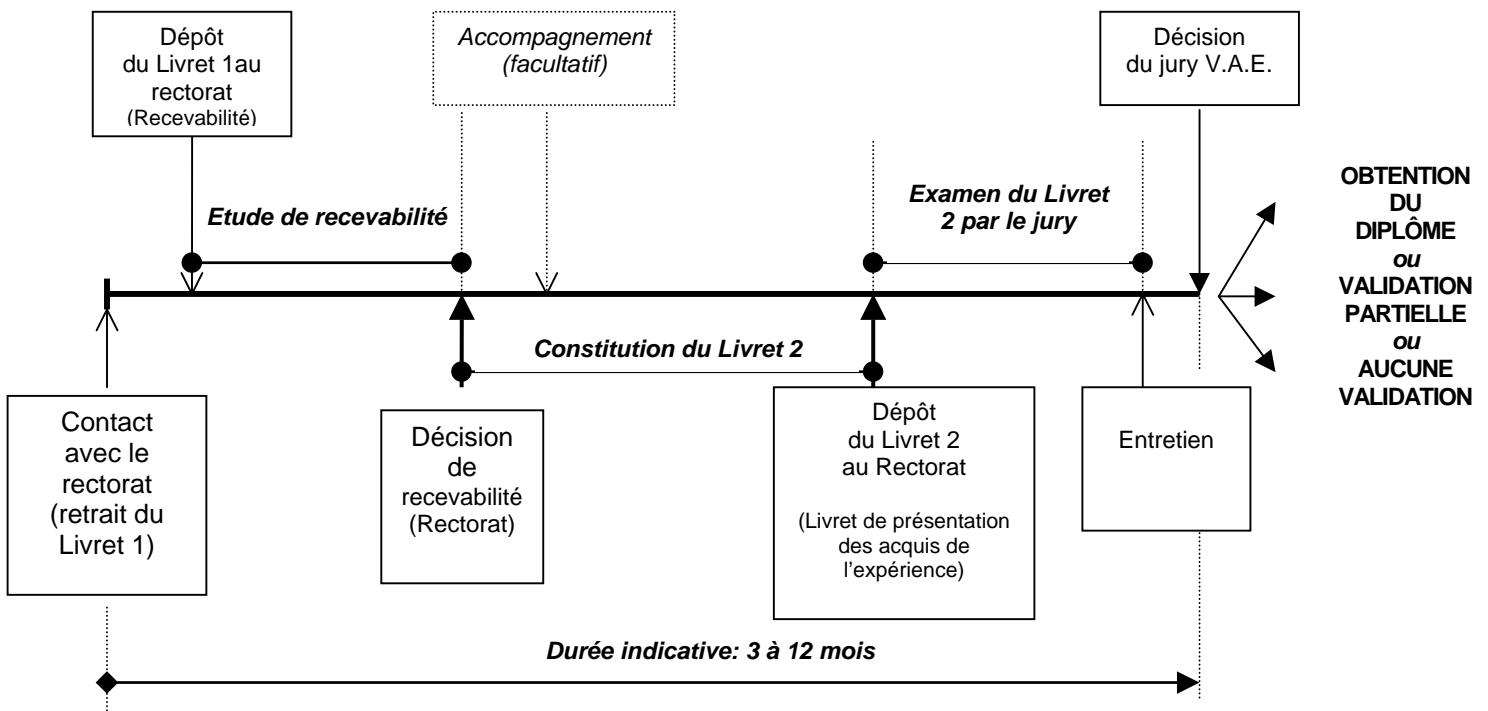 Dépôt
du Livret 1au
rectorat
(Recevabilité)
Accompagnement
(facultatif)
Décision
du jury V.A.E.
Etude de recevabilité
Examen du Livret
2 par le jury
OBTENTION
DU
DIPLÔME
ou
VALIDATION
PARTIELLE
ou
AUCUNE
VALIDATION
Constitution du Livret 2
Contact
avec le
rectorat
(retrait du
Livret 1)
Décision
de
recevabilité
(Rectorat)
Dépôt
du Livret 2
au Rectorat
(Livret de présentation
des acquis de
l’expérience)
Entretien
Durée indicative: 3 à 12 mois